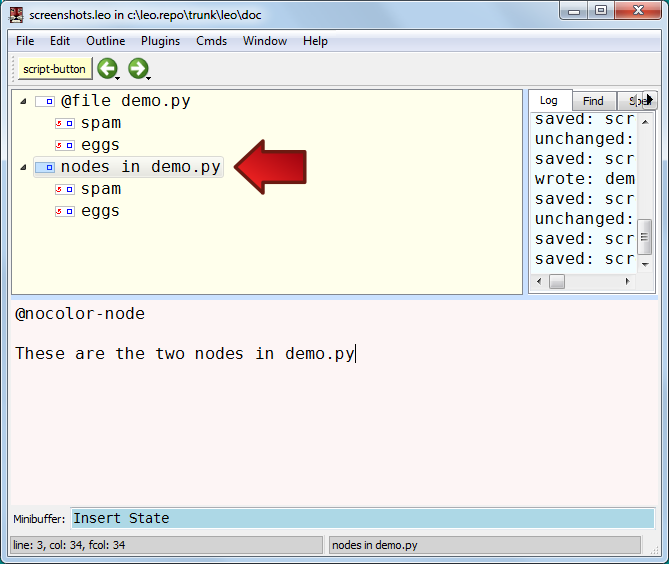 screenshots.leo in c:\leo.repo\trunk\leo\doc
File Edit Outline Plugins Cmds Window Help
script-button
@file demo.py
spam
eggs
nodes in demo.py
spam
eggs
Log Find
saved: scr
unchanged:
saved: scr
wrote: dem
saved: scr
unchanged:
saved: scr
saved: scr
@nocolor-node
These are the two nodes in demo.py
Minibuffer: Insert State
line: 3, col: 34, fcol: 34
nodes in demo.py